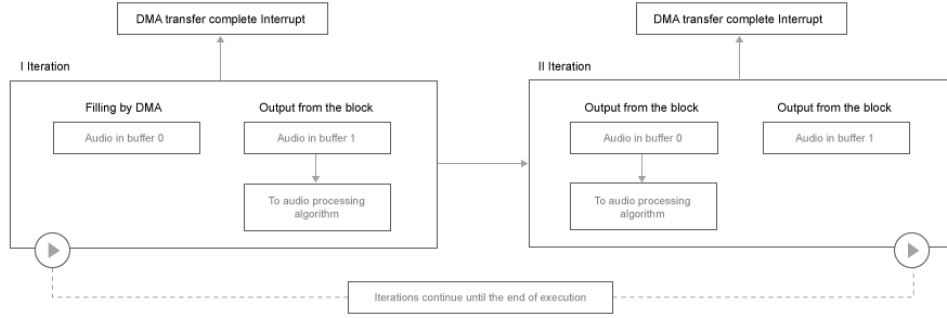 DMA transfer complete Interrupt
DMA transfer complete Interrupt
I Iteration
II Iteration
Filling by DMA
Output from the block
Output from the block
Output from the block
Audio in buffer 0
Audio in buffer 1
Audio in buffer 0
Audio in buffer 1
To audio processing
algorithm
To audio processing
algorithm
Iterations continue until the end of execution